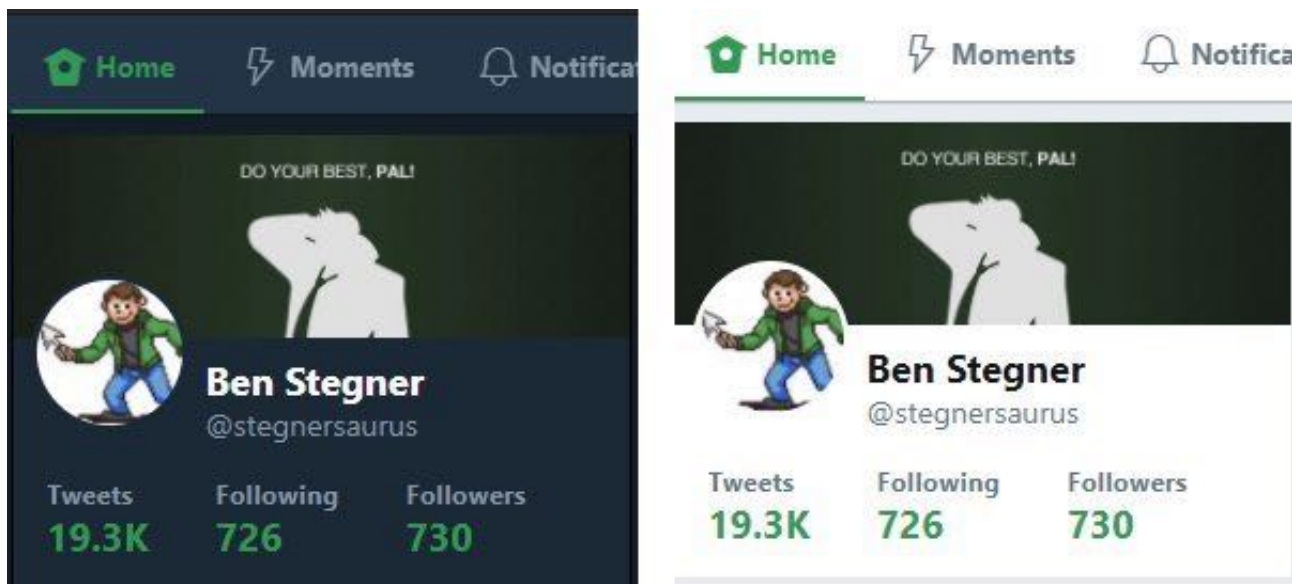 Home Moments Notifica
DO YOUR BEST, PAL!
Ben Stegner
@stegnersaurus
Tweets Following Followers
19.3K 726 730
Home Moments Notifica
DO YOUR BEST, PAL!
Ben Stegner
@stegnersaurus
Tweets Following Followers
19.3K 726 730